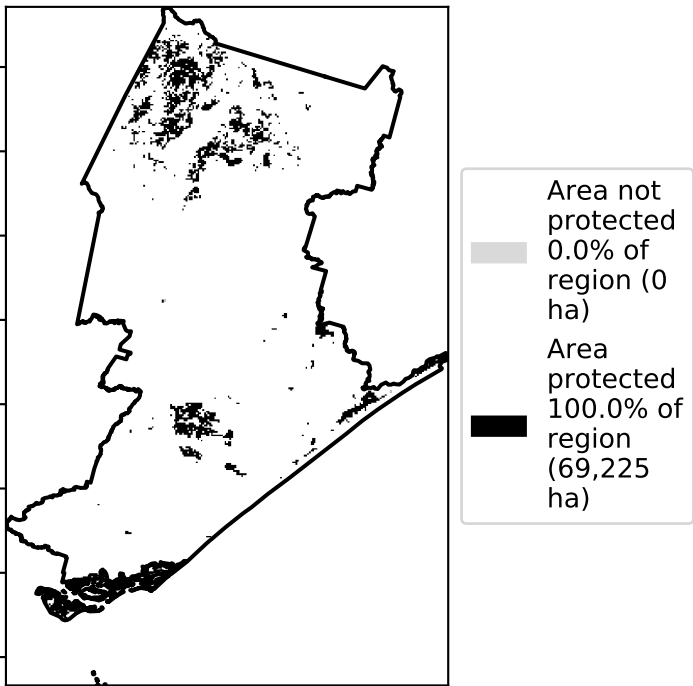 Area not
protected
0.0% of
region (0
ha)
Area
protected
100.0% of
region
(69,225
ha)